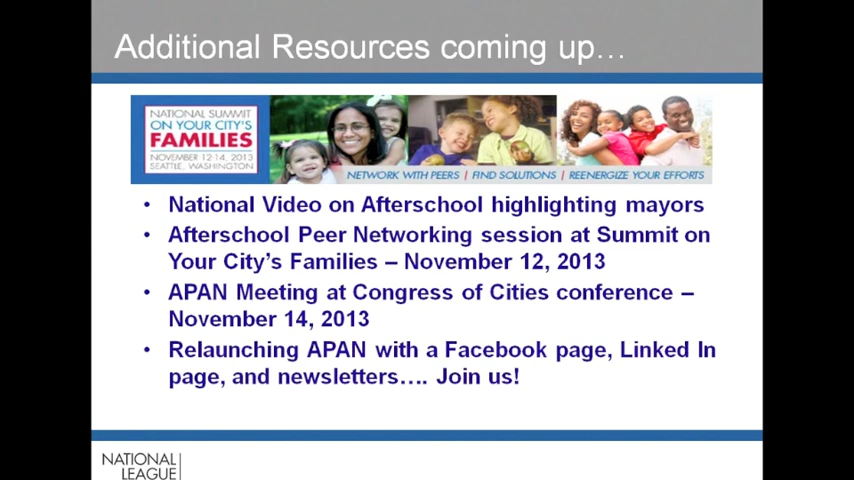 Additional Resources coming up…
NATIONAL SUMMIT
ON YOUR CITY'S
FAMILIES
NOVEMBER 12-14, 2013
SEATTLE, WASHINGTON
NETWORK WITH PEERS | FIND SOLUTIONS | REENERGIZE YOUR EFFORTS
• National Video on Afterschool highlighting mayors
• Afterschool Peer Networking session at Summit on
Your City's Families – November 12, 2013
• APAN Meeting at Congress of Cities conference –
November 14, 2013
• Relaunching APAN with a Facebook page, Linked In
page, and newsletters…. Join us!
NATIONAL
LEAGUE